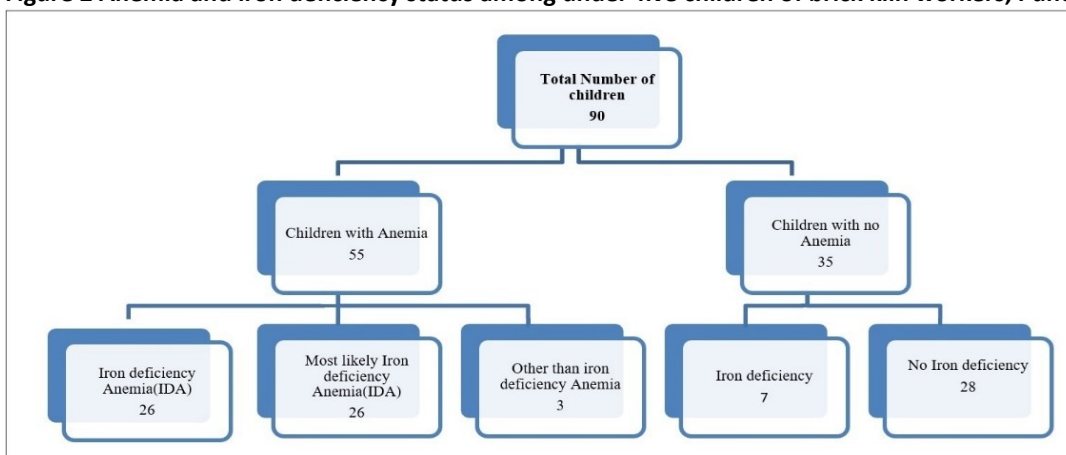 Total Number of
children
90
Children with Anemia
55
Children with no
Anemia
35
Iron deficiency
Anemia(IDA)
26
Most likely Iron
deficiency
Anemia(IDA)
26
Other than iron
deficiency Anemia
3
Iron deficiency
7
No Iron deficiency
28